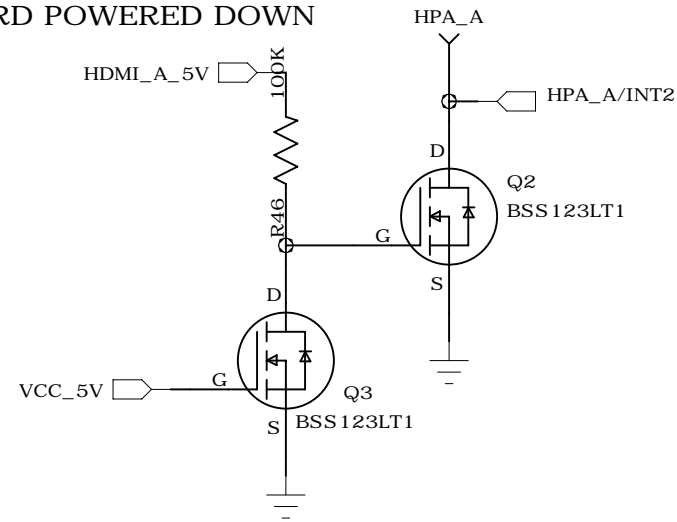 RD POWERED DOWN
HPA_A
HDMI_A_5V
100K
HPA_A/INT2
D
Q2
BSS123LT1
R46
G
S
D
VCC_5V
G
Q3
BSS123LT1
S